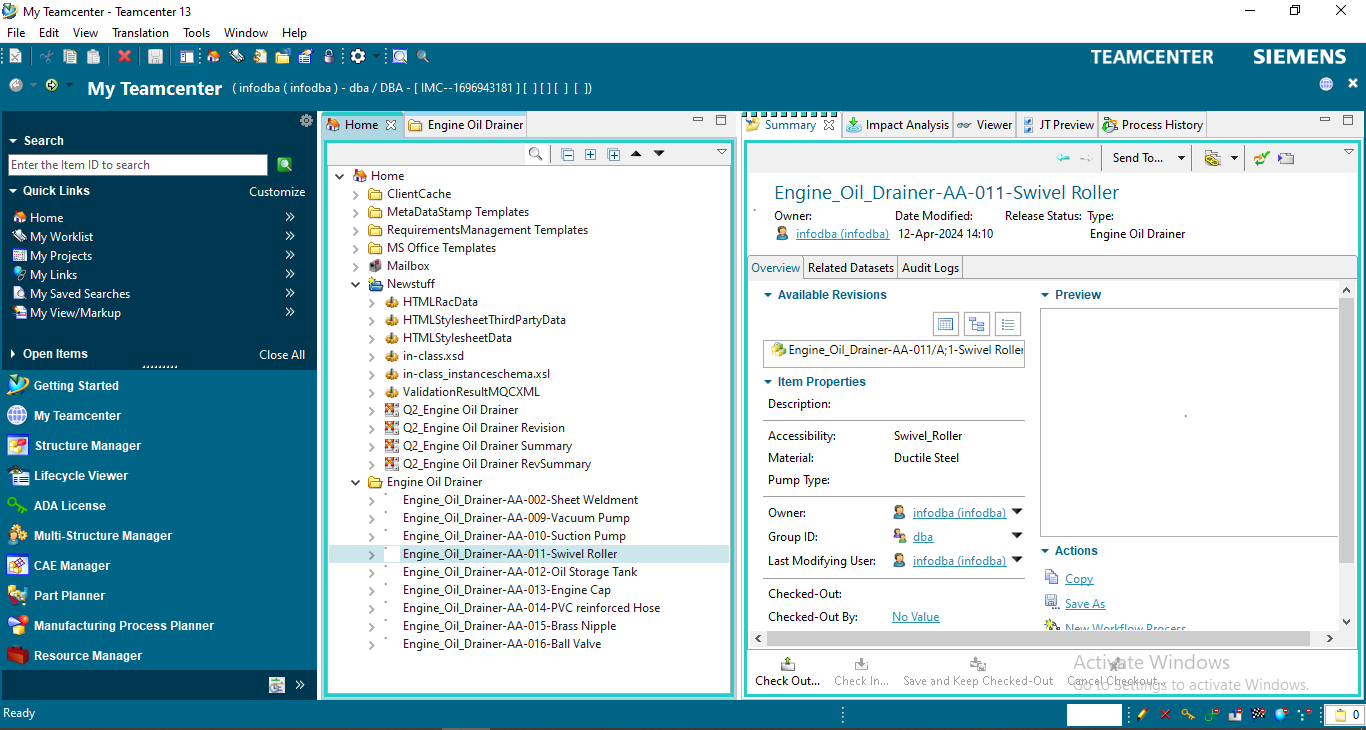 My Teamcenter - Teamcenter 13
File Edit View Translation Tools Window Help
TEAMCENTER SIEMENS
My Teamcenter ( infodba ( infodba ) - dba / DBA - [ IMC--1696943181 ] [ ] [ ] [ ] [ ])
Search
Enter the Item ID to search
Quick Links Customize
Home
My Worklist
My Projects
My Links
My Saved Searches
My View/Markup
Open Items Close All
Getting Started
My Teamcenter
Structure Manager
Lifecycle Viewer
ADA License
Multi-Structure Manager
CAE Manager
Part Planner
Manufacturing Process Planner
Resource Manager
Home Engine Oil Drainer
Home
ClientCache
MetaDataStamp Templates
RequirementsManagement Templates
MS Office Templates
Mailbox
Newstuff
HTMLRacData
HTMLStylesheetThirdPartyData
HTMLStylesheetData
in-class.xsd
in-class_instanceschema.xsl
ValidationResultMQCXML
Q2_Engine Oil Drainer
Q2_Engine Oil Drainer Revision
Q2_Engine Oil Drainer Summary
Q2_Engine Oil Drainer RevSummary
Engine Oil Drainer
Engine_Oil_Drainer-AA-002-Sheet Weldment
Engine_Oil_Drainer-AA-009-Vacuum Pump
Engine_Oil_Drainer-AA-010-Suction Pump
Engine_Oil_Drainer-AA-011-Swivel Roller
Engine_Oil_Drainer-AA-012-Oil Storage Tank
Engine_Oil_Drainer-AA-013-Engine Cap
Engine_Oil_Drainer-AA-014-PVC reinforced Hose
Engine_Oil_Drainer-AA-015-Brass Nipple
Engine_Oil_Drainer-AA-016-Ball Valve
Summary Impact Analysis Viewer JT Preview Process History
Send To...
Engine_Oil_Drainer-AA-011-Swivel Roller
Owner: Date Modified: Release Status: Type:
infodba (infodba) 12-Apr-2024 14:10 Engine Oil Drainer
Overview Related Datasets Audit Logs
Available Revisions
Engine_Oil_Drainer-AA-011/A;1-Swivel Roller
Item Properties
Description:
Accessibility: Swivel_Roller
Material: Ductile Steel
Pump Type:
Owner: infodba (infodba)
Group ID: dba
Last Modifying User: infodba (infodba)
Checked-Out:
Checked-Out By: No Value
Preview
Actions
Copy
Save As
New Workflow Process
Check Out... Check In... Save and Keep Checked-Out Cancel Checkout...
Activate Windows
Go to Settings to activate Windows.
Ready
0